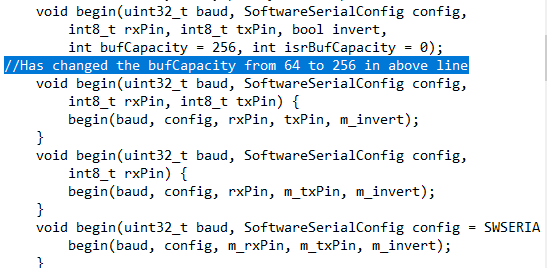 void begin(uint32_t baud, SoftwareSerialConfig config,
int8_t rxPin, int8_t txPin, bool invert,
int bufCapacity = 256, int isrBufCapacity = 0);
//Has changed the bufCapacity from 64 to 256 in above line
void begin(uint32_t baud, SoftwareSerialConfig config,
int8_t rxPin, int8_t txPin) {
begin(baud, config, rxPin, txPin, m_invert);
}
void begin(uint32_t baud, SoftwareSerialConfig config,
int8_t rxPin) {
begin(baud, config, rxPin, m_txPin, m_invert);
}
void begin(uint32_t baud, SoftwareSerialConfig config = SWSERIA
begin(baud, config, m_rxPin, m_txPin, m_invert);
}